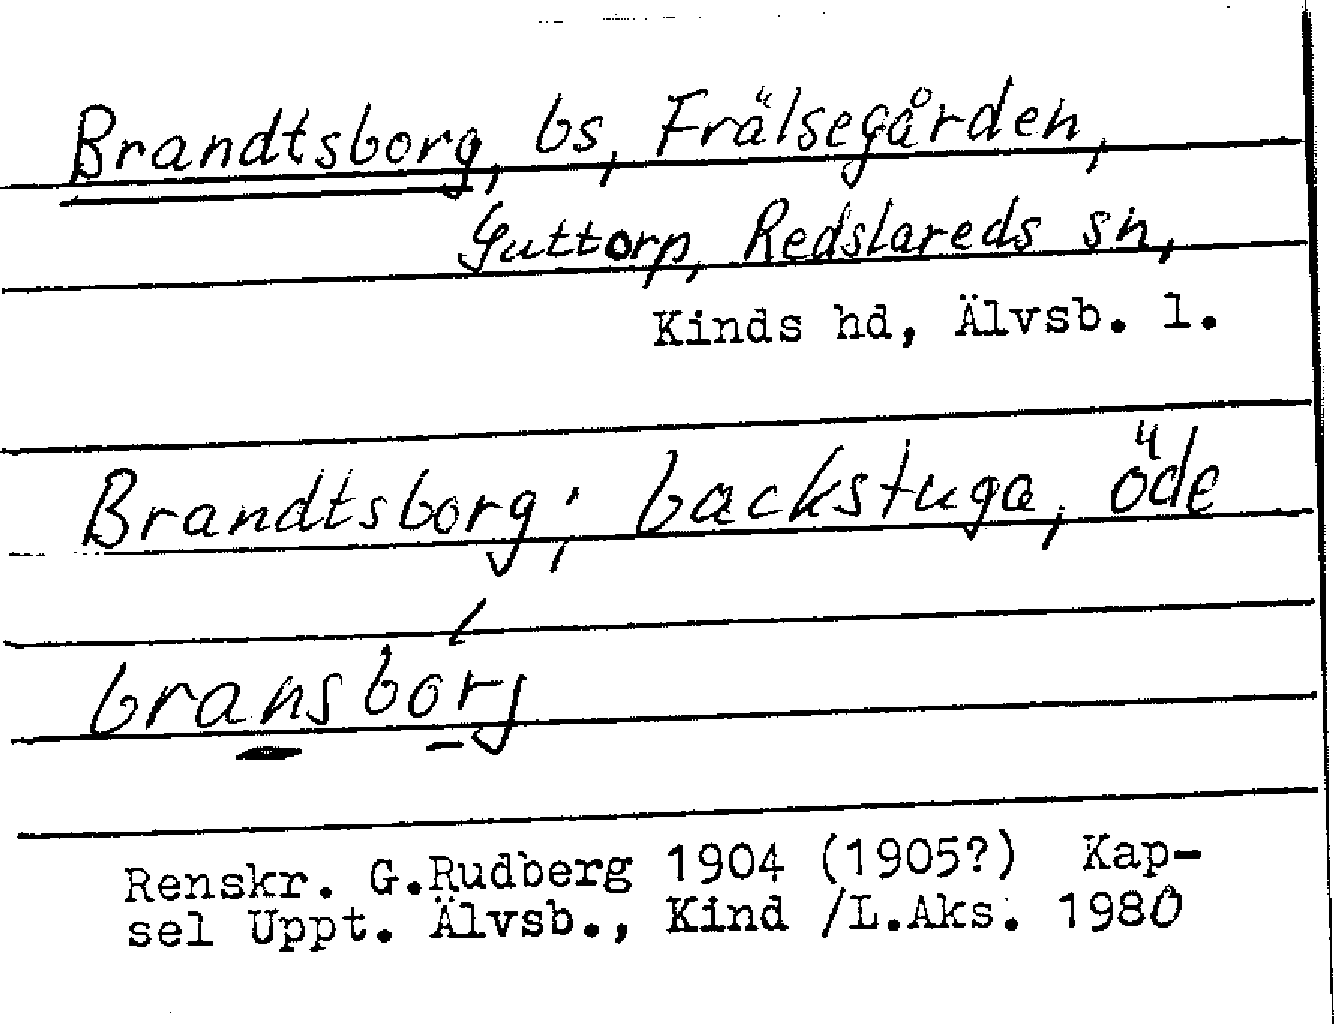 Brandtsborg, bs, Frälsegården,
Guttorp, Redslareds sn,
Kinds hd, Älvsb. l.
Brandtsborg; backstuga, öde
bransbórj
Renskr. G.Rudberg 1904 (1905?) Kap-
sel Uppt. Älvsb., Kind /L.Aks. 1980